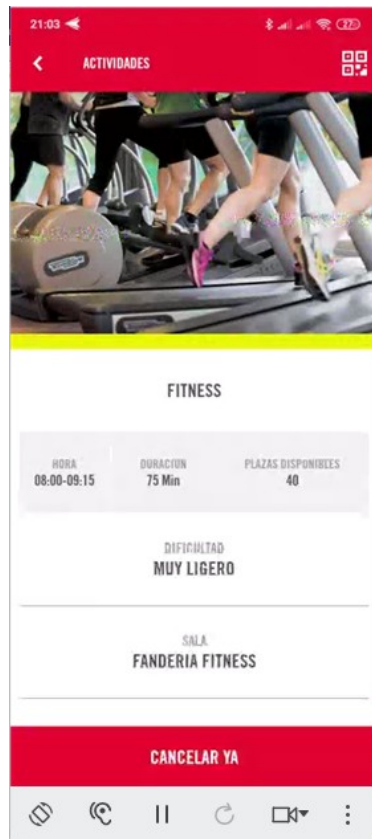 21:03
32
ACTIVIDADES
FITNESS
HORA DURACION PLAZAS DISPONIBLES
08:00-09:15 75 Min 40
DIFICULTAD
MUY LIGERO
SALA
FANDERIA FITNESS
CANCELAR YA